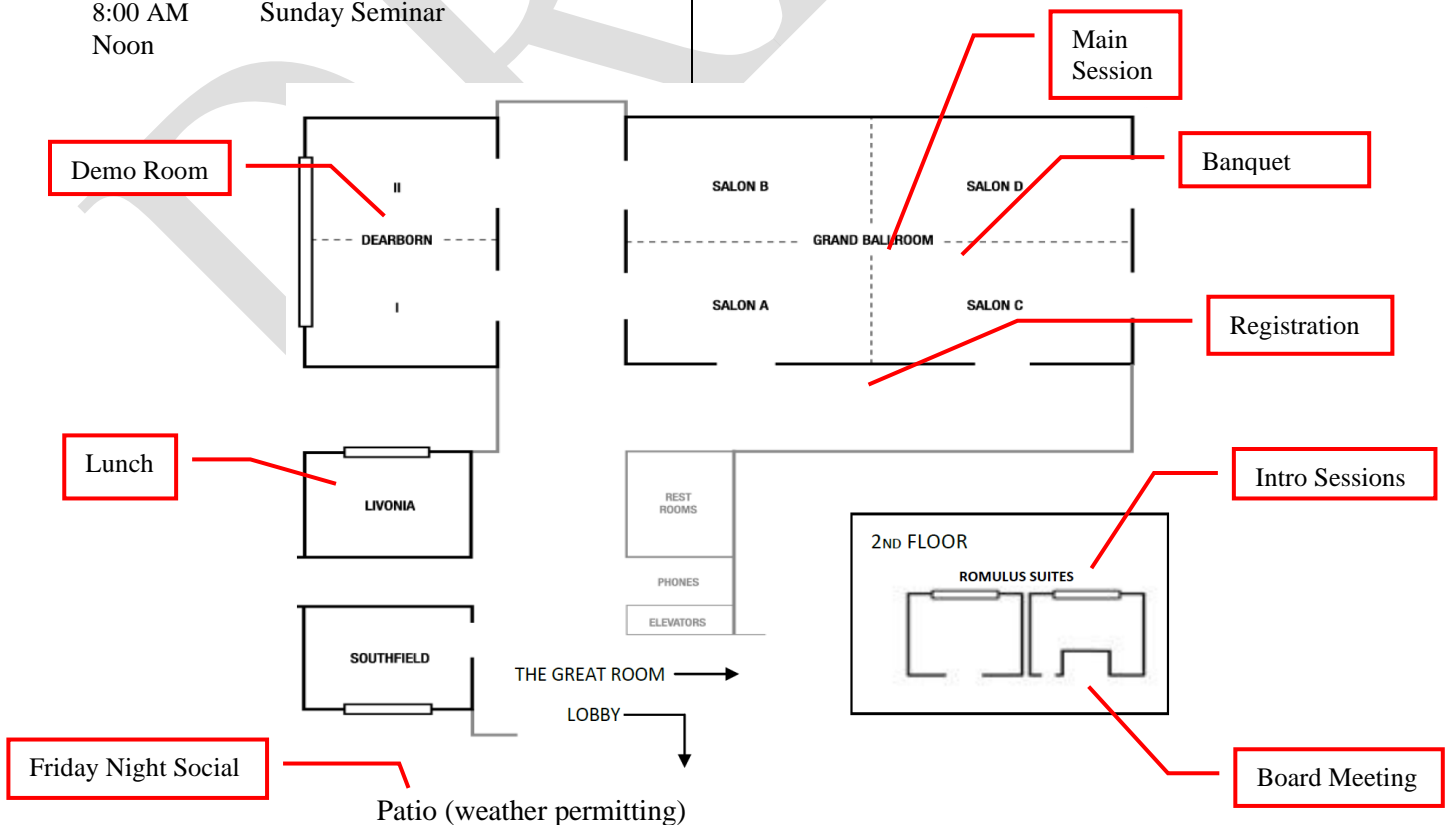 8:00 AM Sunday Seminar
Noon
Main
Session
Demo Room
Banquet
II
DEARBORN
I
SALON B
SALON D
GRAND BALLROOM
SALON A
SALON C
Registration
Lunch
LIVONIA
REST
ROOMS
Intro Sessions
2ND FLOOR
ROMULUS SUITES
PHONES
ELEVATORS
SOUTHFIELD
THE GREAT ROOM
LOBBY
Friday Night Social
Board Meeting
Patio (weather permitting)